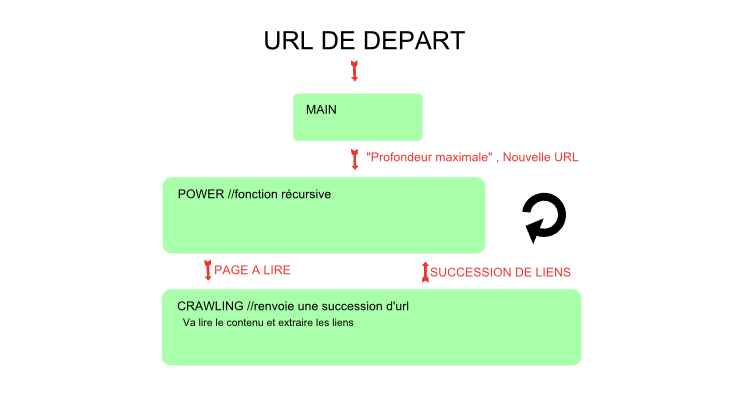 URL DE DEPART
MAIN
"Profondeur maximale" , Nouvelle URL
POWER //fonction récursive
PAGE A LIRE
SUCCESSION DE LIENS
CRAWLING //renvoie une succession d'url
Va lire le contenu et extraire les liens